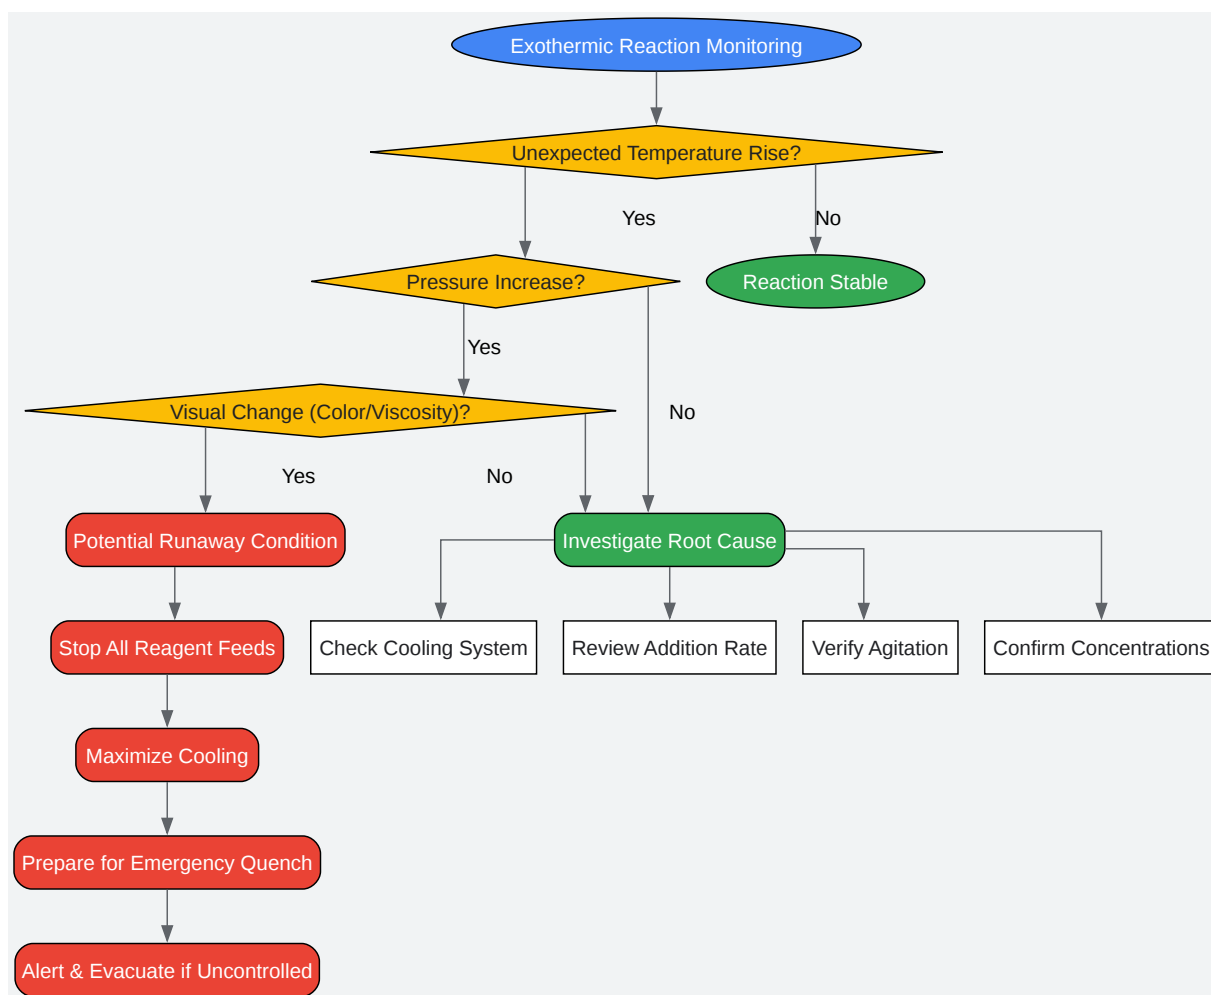 Exothermic Reaction Monitoring
Unexpected Temperature Rise?
Yes
No
Pressure Increase?
Reaction Stable
Yes
Visual Change (Color/Viscosity)?
No
Yes
No
Potential Runaway Condition
Investigate Root Cause
Stop All Reagent Feeds
Check Cooling System
Review Addition Rate
Verify Agitation
Confirm Concentrations
Maximize Cooling
Prepare for Emergency Quench
Alert & Evacuate if Uncontrolled